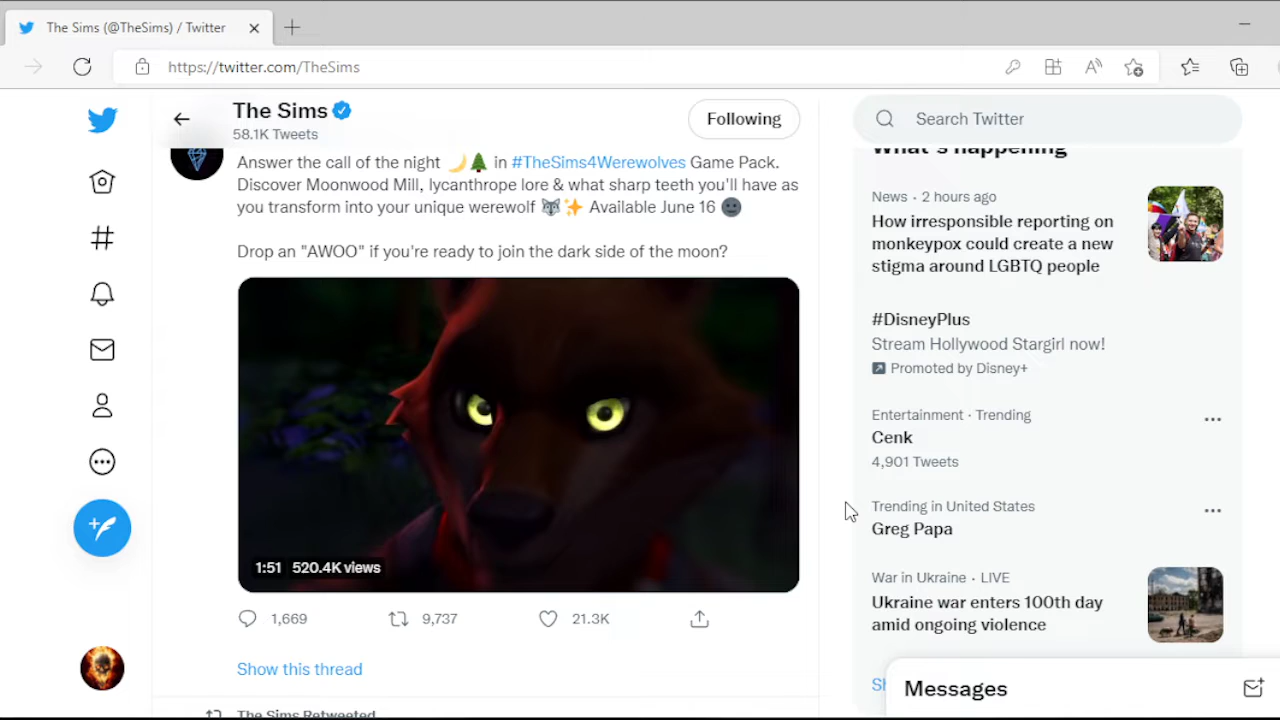 The Sims (@TheSims) / Twitter
https://twitter.com/TheSims
The Sims
58.1K Tweets
Following
Search Twitter
Answer the call of the night 🌙🌲 in #TheSims4Werewolves Game Pack.
Discover Moonwood Mill, lycanthrope lore & what sharp teeth you'll have as
you transform into your unique werewolf 🐺✨ Available June 16 🌚
Drop an "AWOO" if you're ready to join the dark side of the moon?
1:51 520.4K views
1,669 9,737 21.3K
Show this thread
The Sims Retweeted
What's happening
News · 2 hours ago
How irresponsible reporting on
monkeypox could create a new
stigma around LGBTQ people
#DisneyPlus
Stream Hollywood Stargirl now!
Promoted by Disney+
Entertainment · Trending
Cenk
4,901 Tweets
Trending in United States
Greg Papa
War in Ukraine · LIVE
Ukraine war enters 100th day
amid ongoing violence
Messages